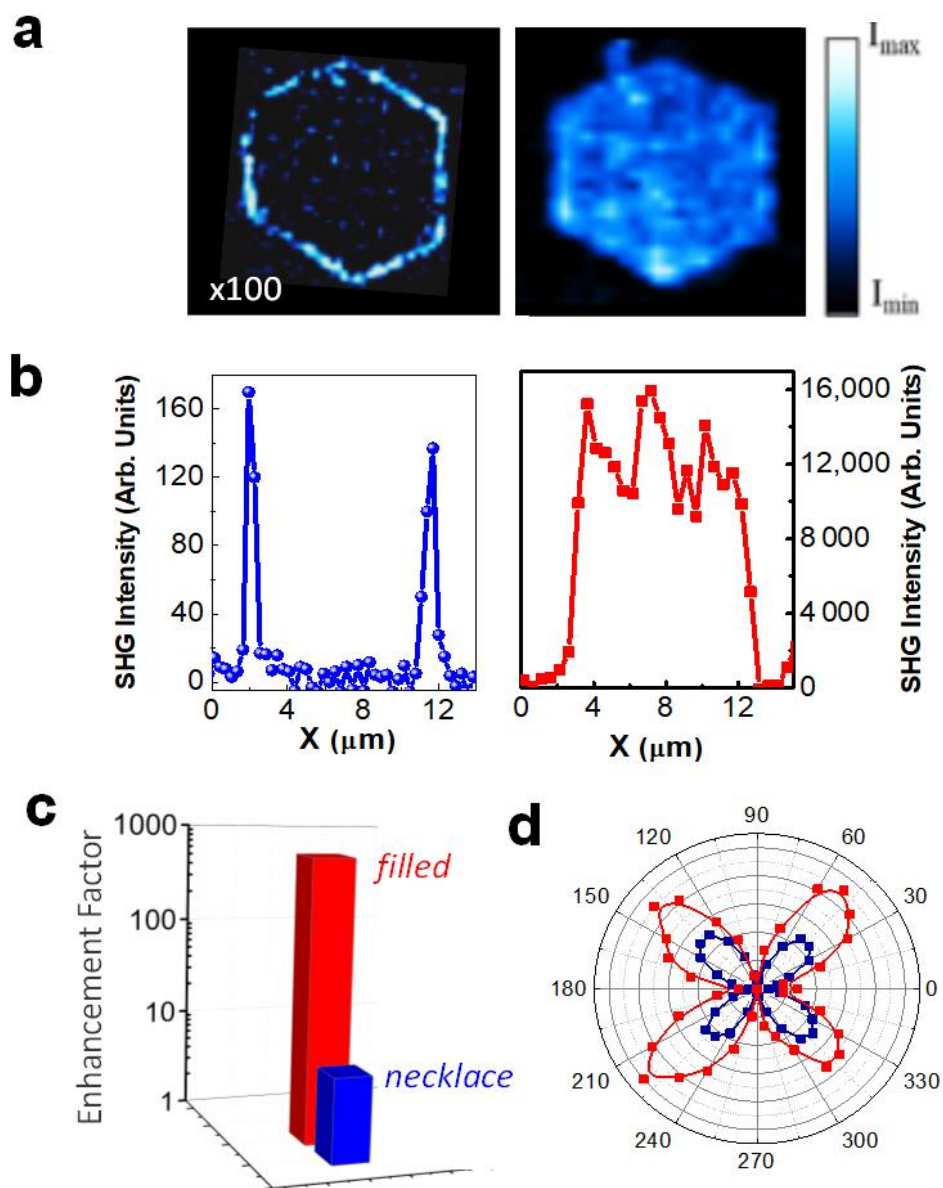 a
I_max
x100
I_min
b
SHG Intensity (Arb. Units)
160
120
80
40
0
0 4 8 12
X (μm)
16,000
12,000
8 000
4 000
0
0 4 8 12
X (μm)
SHG Intensity (Arb. Units)
c
Enhancement Factor
1000
100
10
1
filled
necklace
d
90
120 60
150 30
180 0
210 330
240 300
270